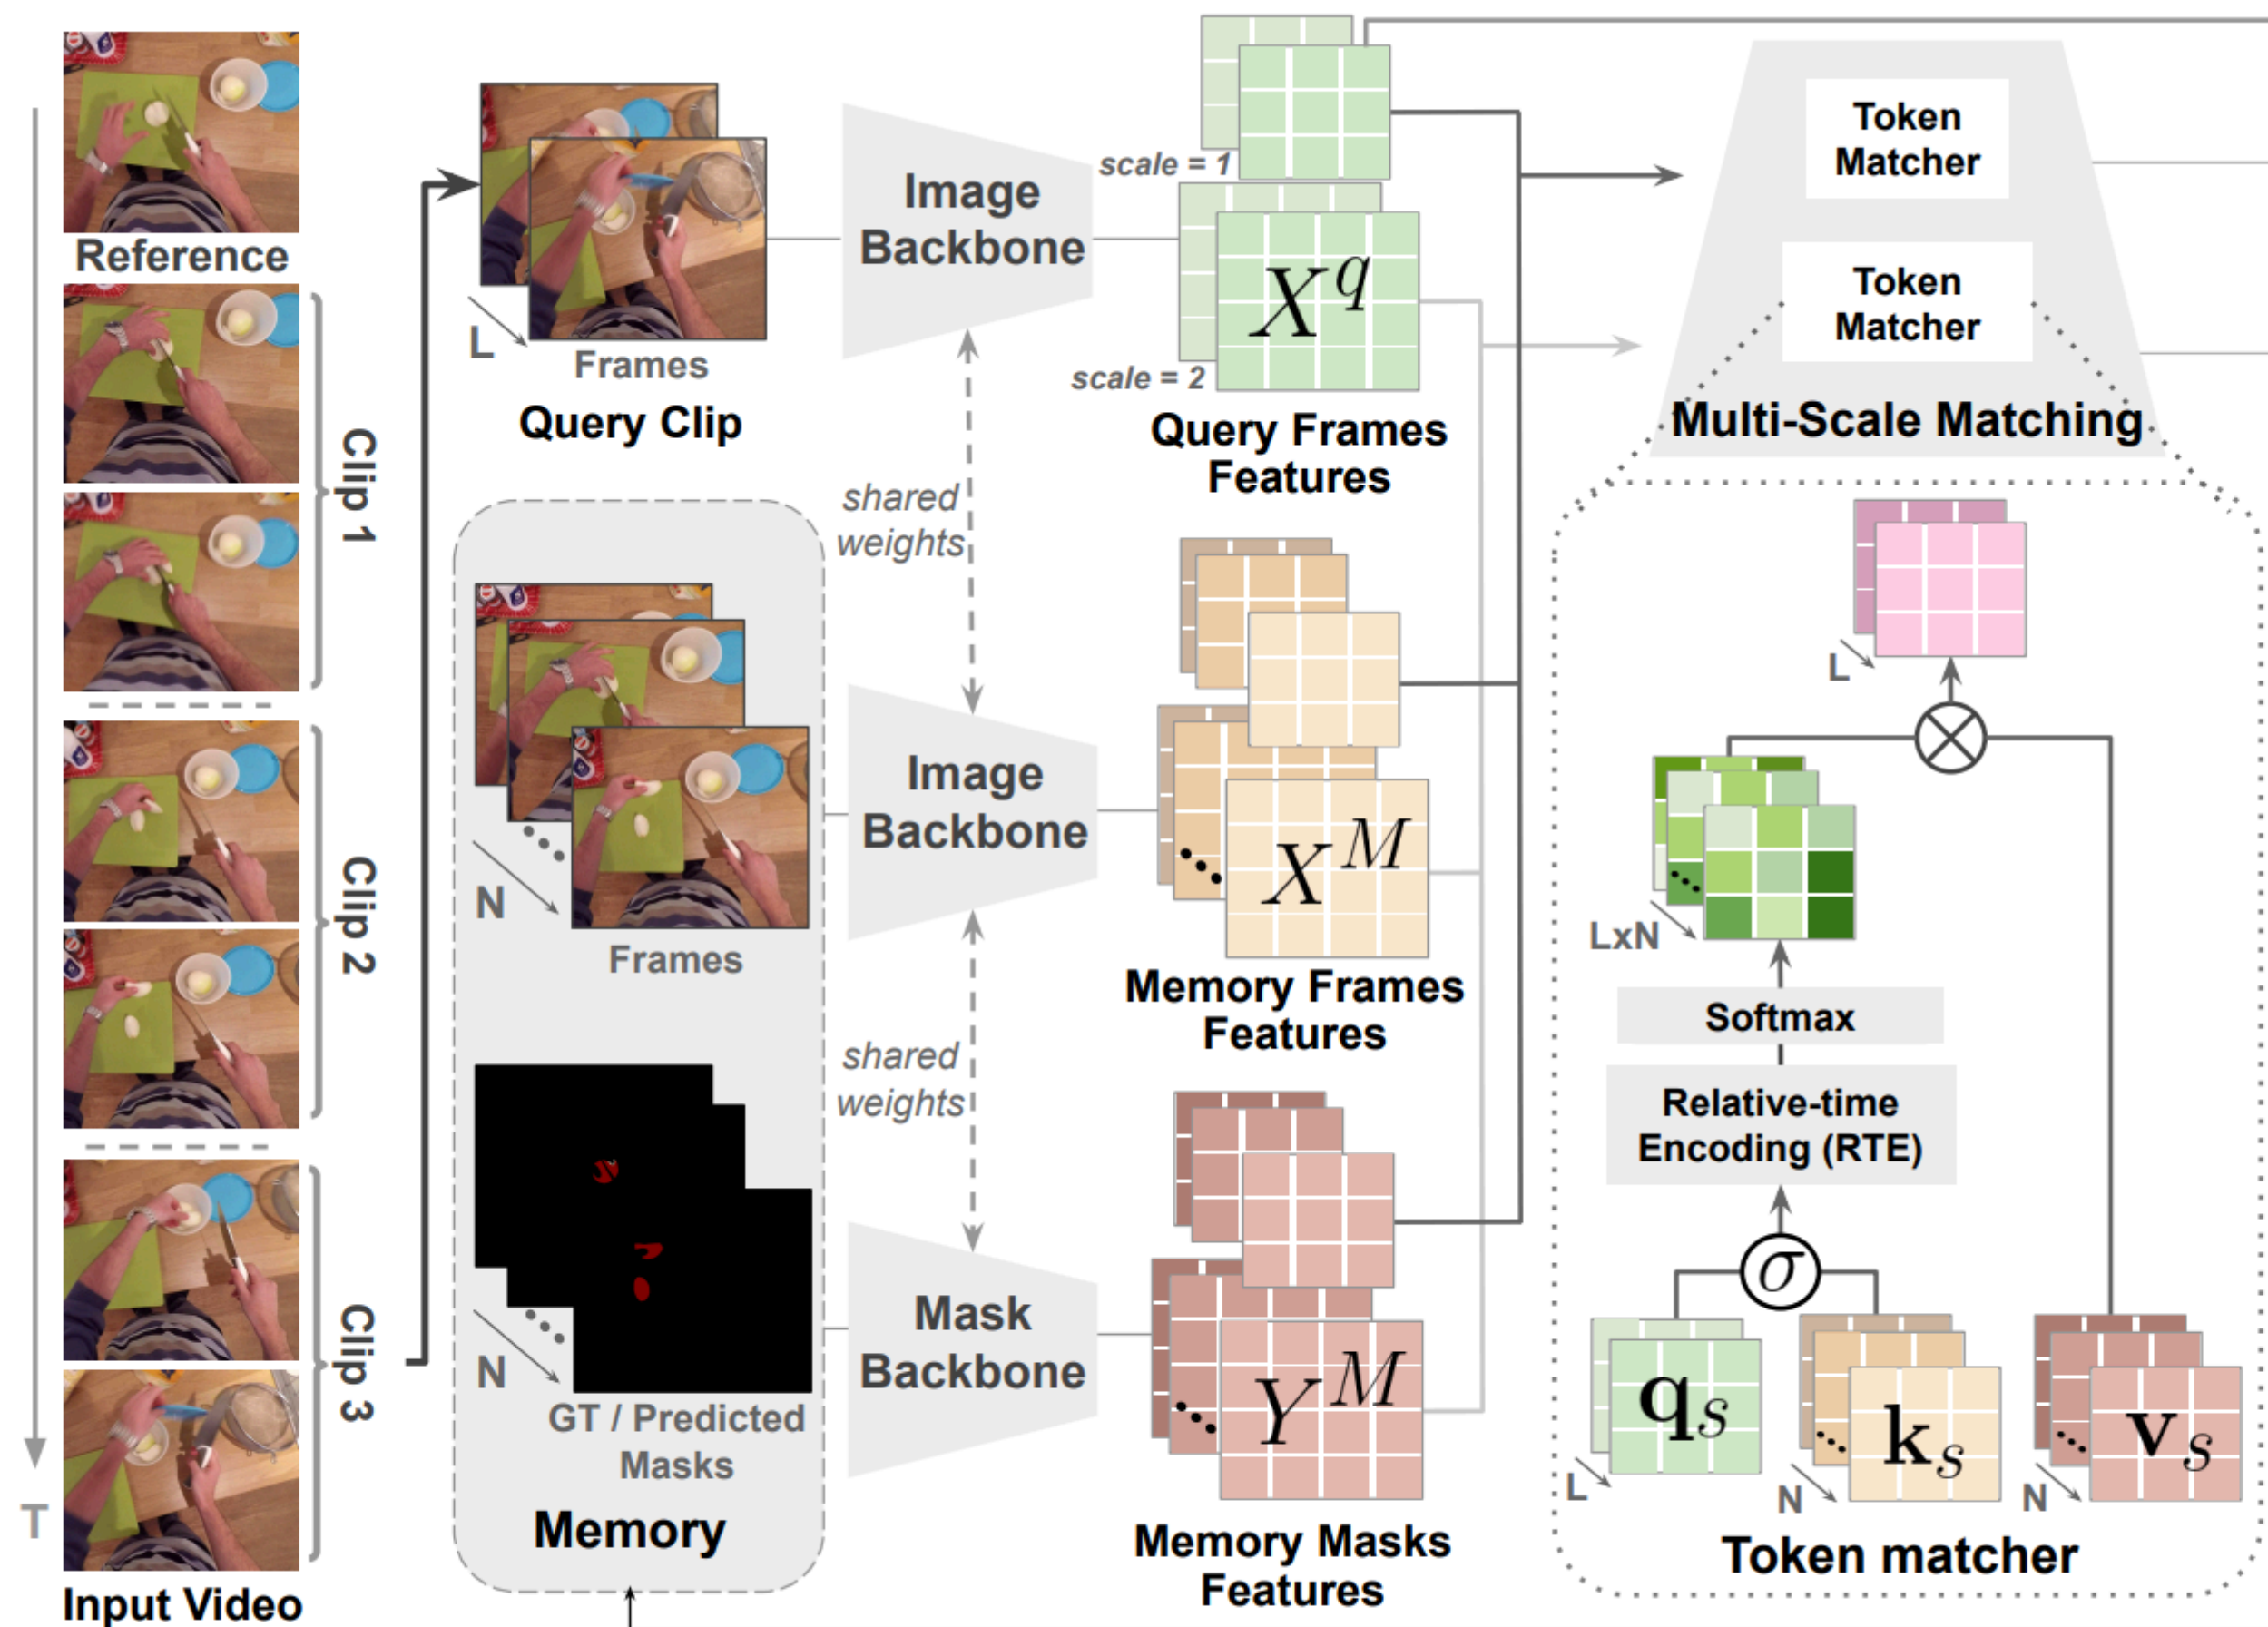 Reference
Clip 1
Clip 2
Clip 3
T
Input Video
L
Frames
Query Clip
N
Frames
N
GT / Predicted
Masks
Memory
Image
Backbone
shared
weights
Image
Backbone
shared
weights
Mask
Backbone
scale = 1
X^q
scale = 2
Query Frames
Features
X^M
Memory Frames
Features
Y^M
Memory Masks
Features
Token
Matcher
Token
Matcher
Multi-Scale Matching
L
LxN
Softmax
Relative-time
Encoding (RTE)
σ
q_s
k_s
v_s
L
N
N
Token matcher